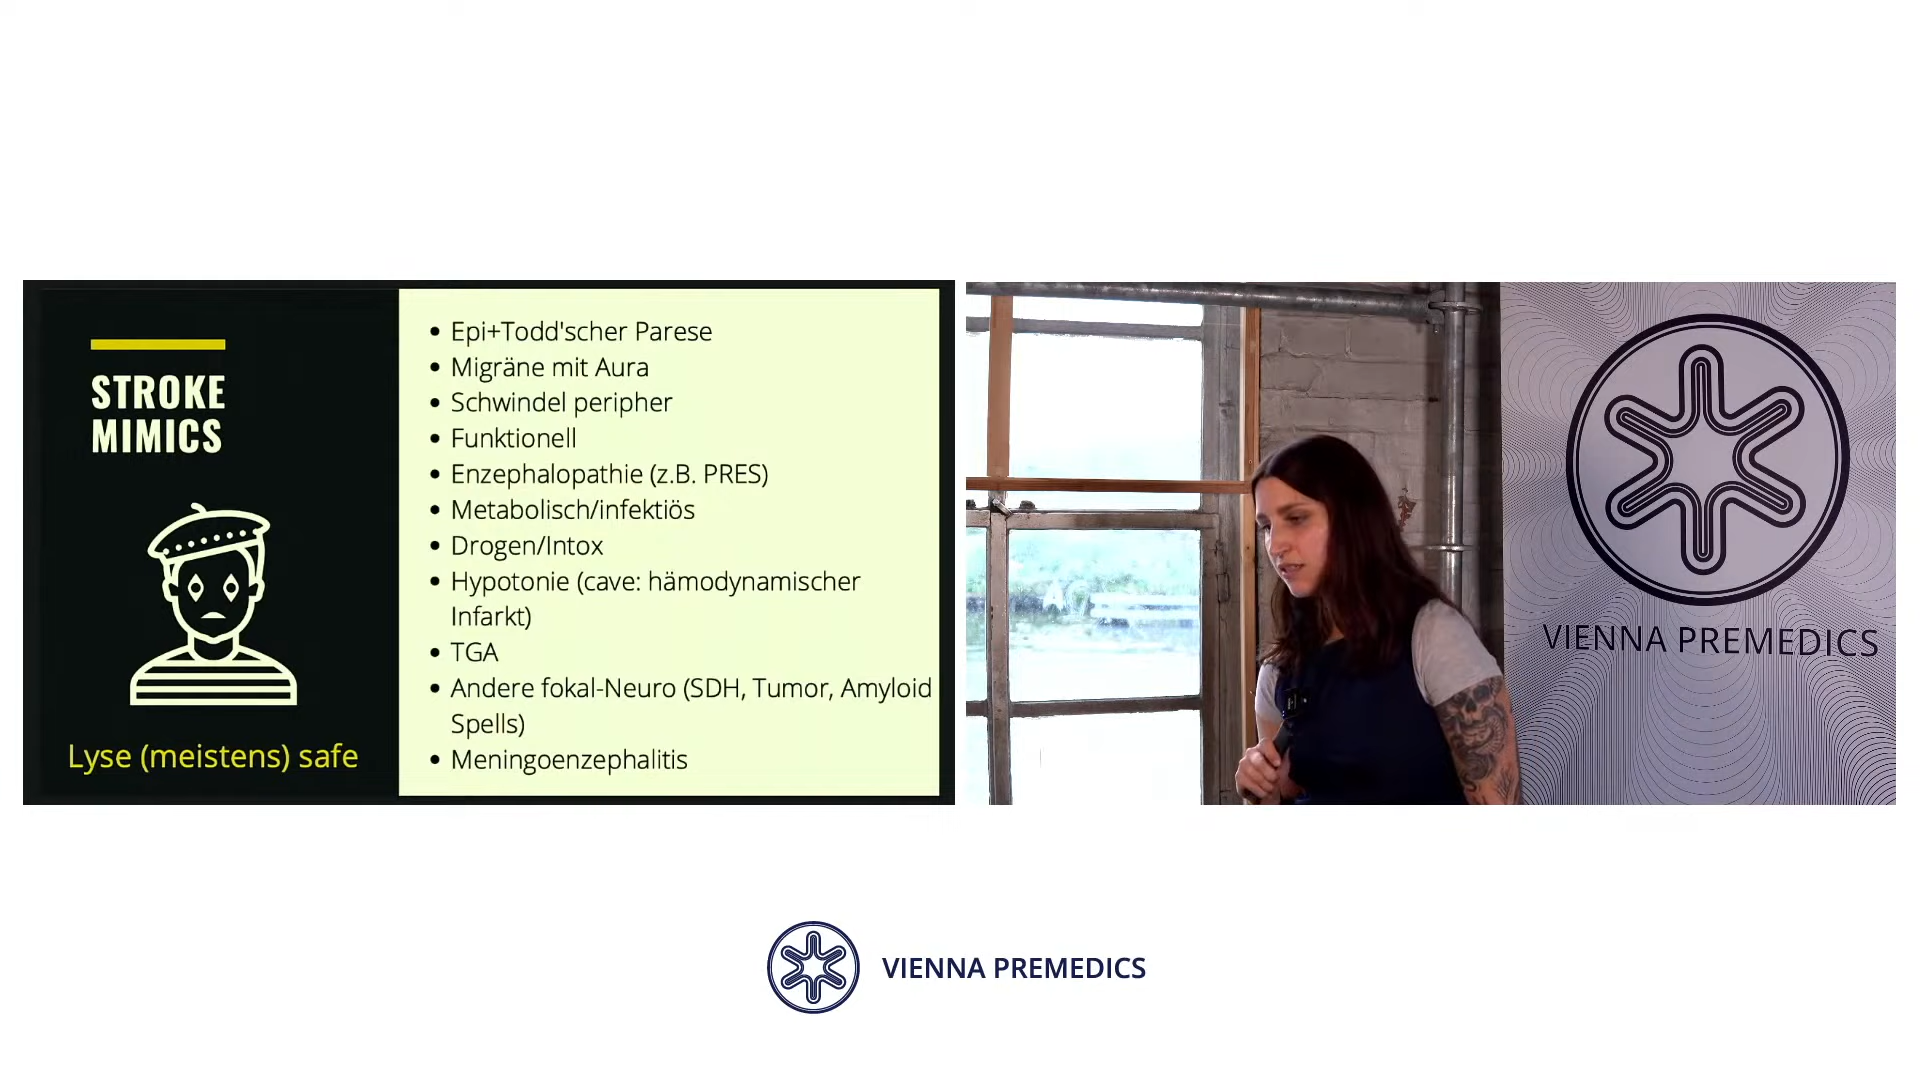 STROKE
MIMICS
Lyse (meistens) safe
Epi+Todd'scher Parese
Migräne mit Aura
Schwindel peripher
Funktionell
Enzephalopathie (z.B. PRES)
Metabolisch/infektiös
Drogen/Intox
Hypotonie (cave: hämodynamischer
Infarkt)
TGA
Andere fokal-Neuro (SDH, Tumor, Amyloid
Spells)
Meningoenzephalitis
VIENNA PREMEDICS
VIENNA PREMEDICS